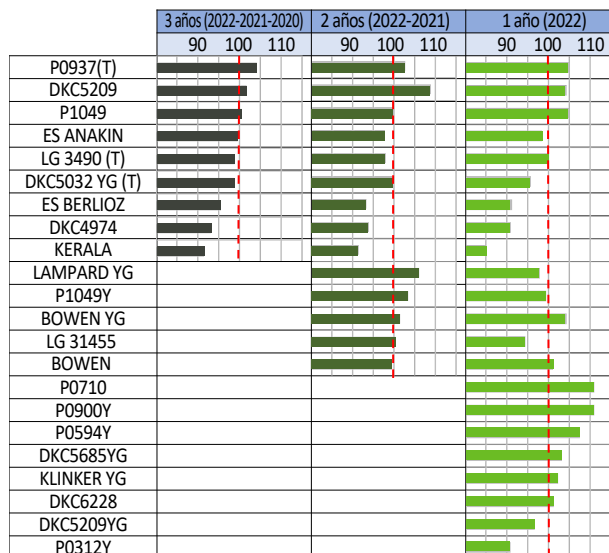 3 años (2022-2021-2020) 2 años (2022-2021) 1 año (2022)
90 100 110 90 100 110 90 100 110
P0937(T)
DKC5209
P1049
ES ANAKIN
LG 3490 (T)
DKC5032 YG (T)
ES BERLIOZ
DKC4974
KERALA
LAMPARD YG
P1049Y
BOWEN YG
LG 31455
BOWEN
P0710
P0900Y
P0594Y
DKC5685YG
KLINKER YG
DKC6228
DKC5209YG
P0312Y